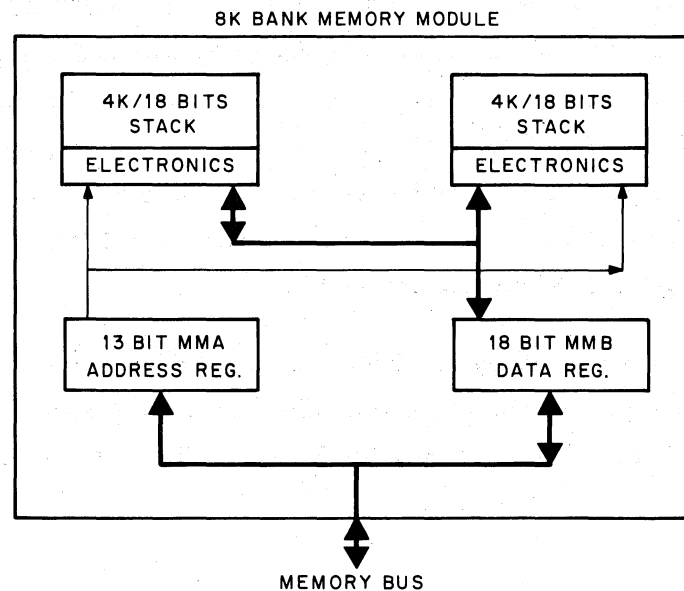 8K BANK MEMORY MODULE
4K/18 BITS
STACK
ELECTRONICS
4K/18 BITS
STACK
ELECTRONICS
13 BIT MMA
ADDRESS REG.
18 BIT MMB
DATA REG.
MEMORY BUS